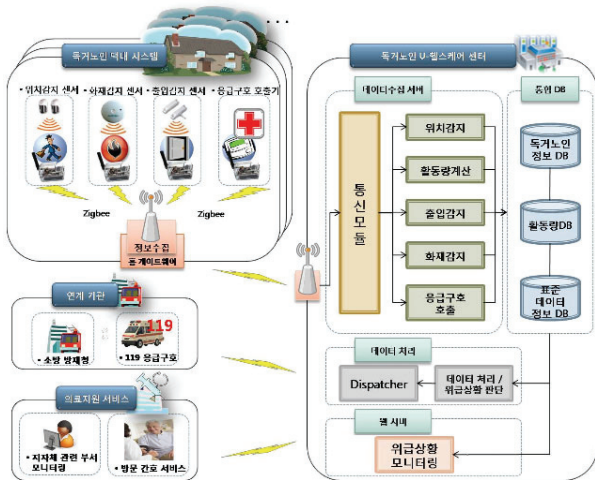 ...
독거노인 댁내 시스템
• 위치감지 센서
• 화재감지 센서
• 출입감지 센서
• 응급구호 호출기
Zigbee
Zigbee
정보수집
홈 게이트웨이
연계 기관
• 소방 방재청
119
• 119 응급구호
의료지원 서비스
• 지자체 관련 부서
모니터링
• 방문 간호 서비스
독거노인 U-헬스케어 센터
데이터수집 서버
통신모듈
위치감지
활동량계산
출입감지
화재감지
응급구호
호출
통합 DB
독거노인
정보 DB
활동량DB
표준
데이터
정보 DB
데이터 처리
Dispatcher
데이터 처리 /
위급상황 판단
웹 서버
위급상황
모니터링